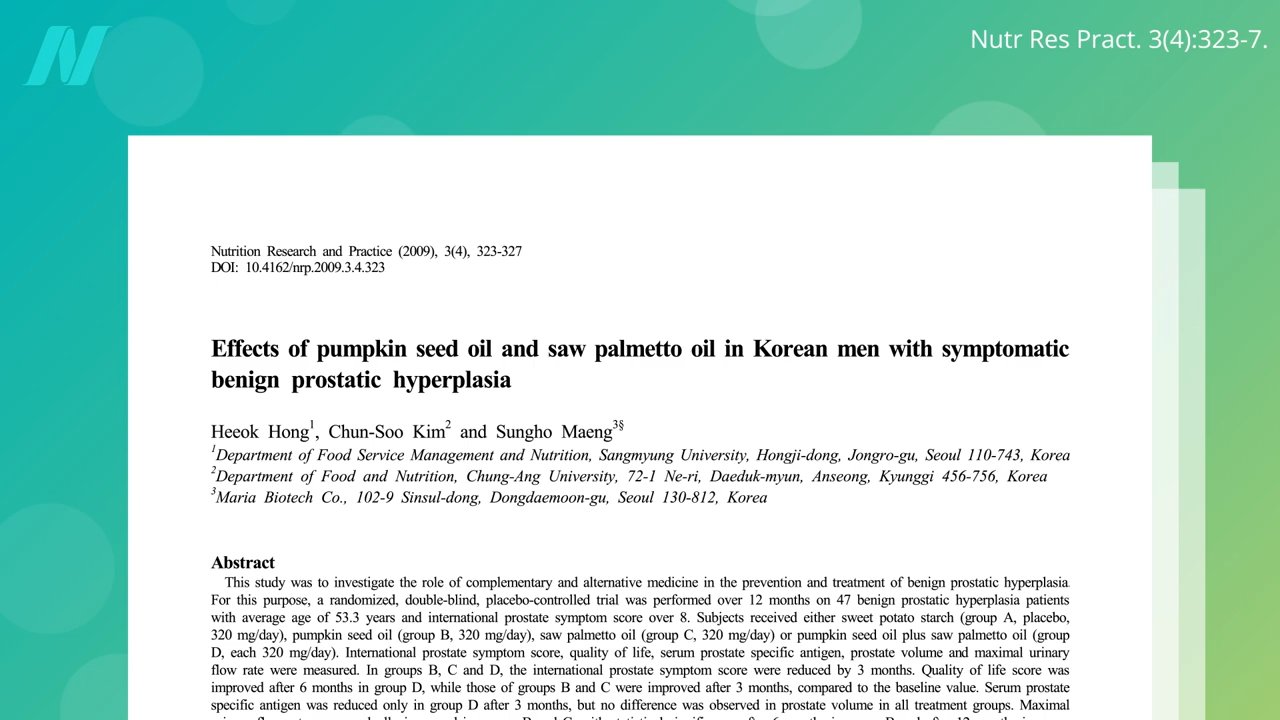 Nutr Res Pract. 3(4):323-7.
Nutrition Research and Practice (2009), 3(4), 323-327
DOI: 10.4162/nrp.2009.3.4.323
Effects of pumpkin seed oil and saw palmetto oil in Korean men with symptomatic
benign prostatic hyperplasia
Heeok Hong1, Chun-Soo Kim2 and Sungho Maeng3§
1Department of Food Service Management and Nutrition, Sangmyung University, Hongji-dong, Jongro-gu, Seoul 110-743, Korea
2Department of Food and Nutrition, Chung-Ang University, 72-1 Ne-ri, Daeduk-myun, Anseong, Kyunggi 456-756, Korea
3Maria Biotech Co., 102-9 Sinsul-dong, Dongdaemoon-gu, Seoul 130-812, Korea
Abstract
This study was to investigate the role of complementary and alternative medicine in the prevention and treatment of benign prostatic hyperplasia.
For this purpose, a randomized, double-blind, placebo-controlled trial was performed over 12 months on 47 benign prostatic hyperplasia patients
with average age of 53.3 years and international prostate symptom score over 8. Subjects received either sweet potato starch (group A, placebo,
320 mg/day), pumpkin seed oil (group B, 320 mg/day), saw palmetto oil (group C, 320 mg/day) or pumpkin seed oil plus saw palmetto oil (group
D, each 320 mg/day). International prostate symptom score, quality of life, serum prostate specific antigen, prostate volume and maximal urinary
flow rate were measured. In groups B, C and D, the international prostate symptom score were reduced by 3 months. Quality of life score was
improved after 6 months in group D, while those of groups B and C were improved after 3 months, compared to the baseline value. Serum prostate
specific antigen was reduced only in group D after 3 months, but no difference was observed in prostate volume in all treatment groups. Maximal